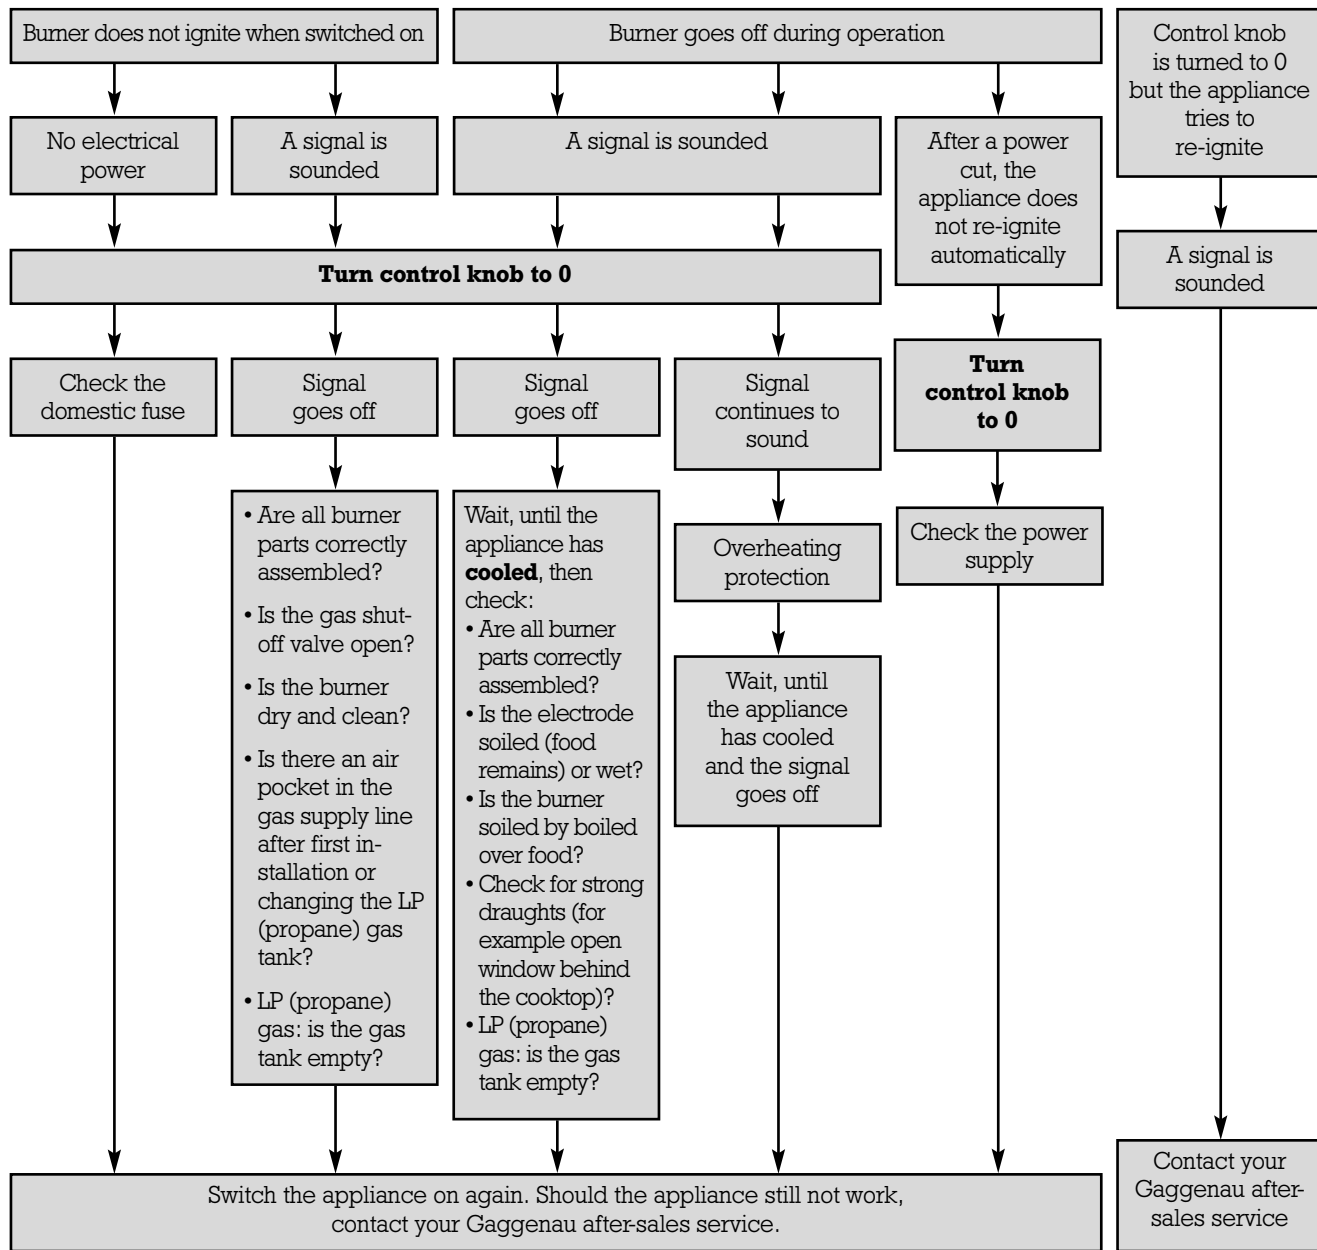 Burner does not ignite when switched on
Burner goes off during operation
Control knob
is turned to 0
but the appliance
tries to
re-ignite
No electrical
power
A signal is
sounded
A signal is sounded
After a power
cut, the
appliance does
not re-ignite
automatically
A signal is
sounded
Turn control knob to 0
Check the
domestic fuse
Signal
goes off
Signal
goes off
Signal
continues to
sound
Turn
control knob
to 0
• Are all burner
parts correctly
assembled?
• Is the gas shut-
off valve open?
• Is the burner
dry and clean?
• Is there an air
pocket in the
gas supply line
after first in-
stallation or
changing the LP
(propane) gas
tank?
• LP (propane)
gas: is the gas
tank empty?
Wait, until the
appliance has
cooled, then
check:
• Are all burner
parts correctly
assembled?
• Is the electrode
soiled (food
remains) or wet?
• Is the burner
soiled by boiled
over food?
• Check for strong
draughts (for
example open
window behind
the cooktop)?
• LP (propane)
gas: is the gas
tank empty?
Overheating
protection
Check the power
supply
Wait, until
the appliance
has cooled
and the signal
goes off
Switch the appliance on again. Should the appliance still not work,
contact your Gaggenau after-sales service.
Contact your
Gaggenau after-
sales service